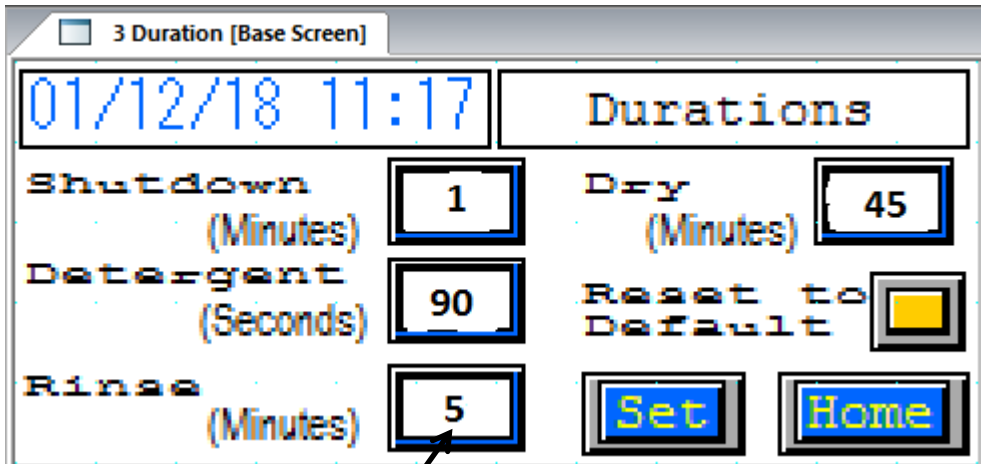 3 Duration [Base Screen]
01/12/18 11:17
Durations
Shutdown
(Minutes)
1
Dry
(Minutes)
45
Detergent
(Seconds)
90
Reset to
Default
Rinse
(Minutes)
5
Set
Home